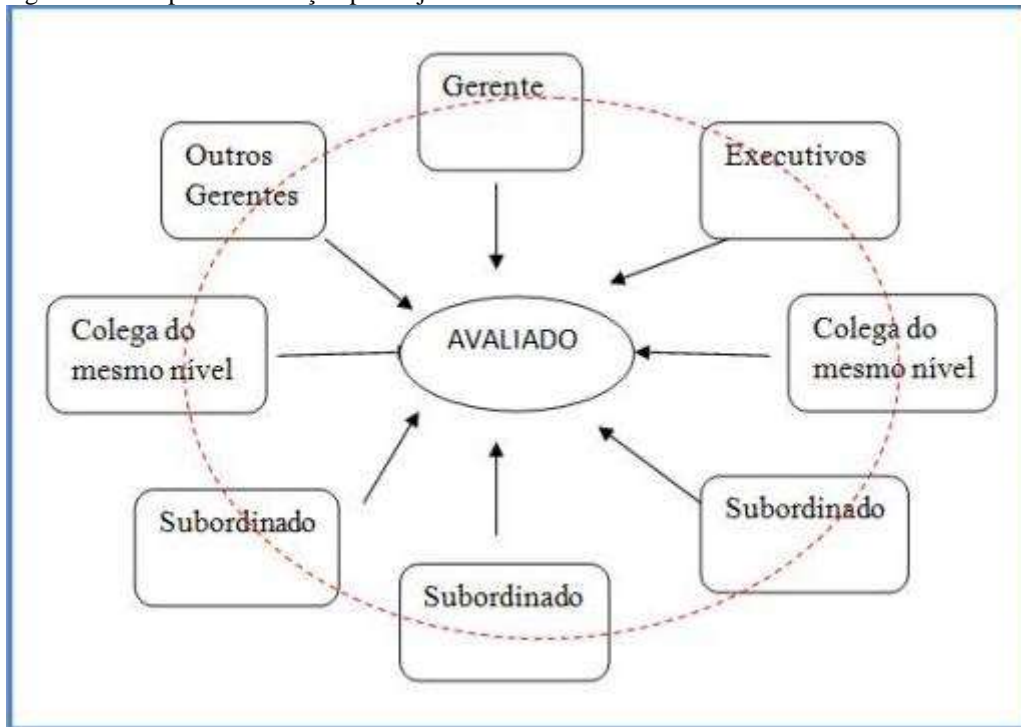 Gerente
Outros
Gerentes
Executivos
Colega do
mesmo nível
AVALIADO
Colega do
mesmo nível
Subordinado
Subordinado
Subordinado